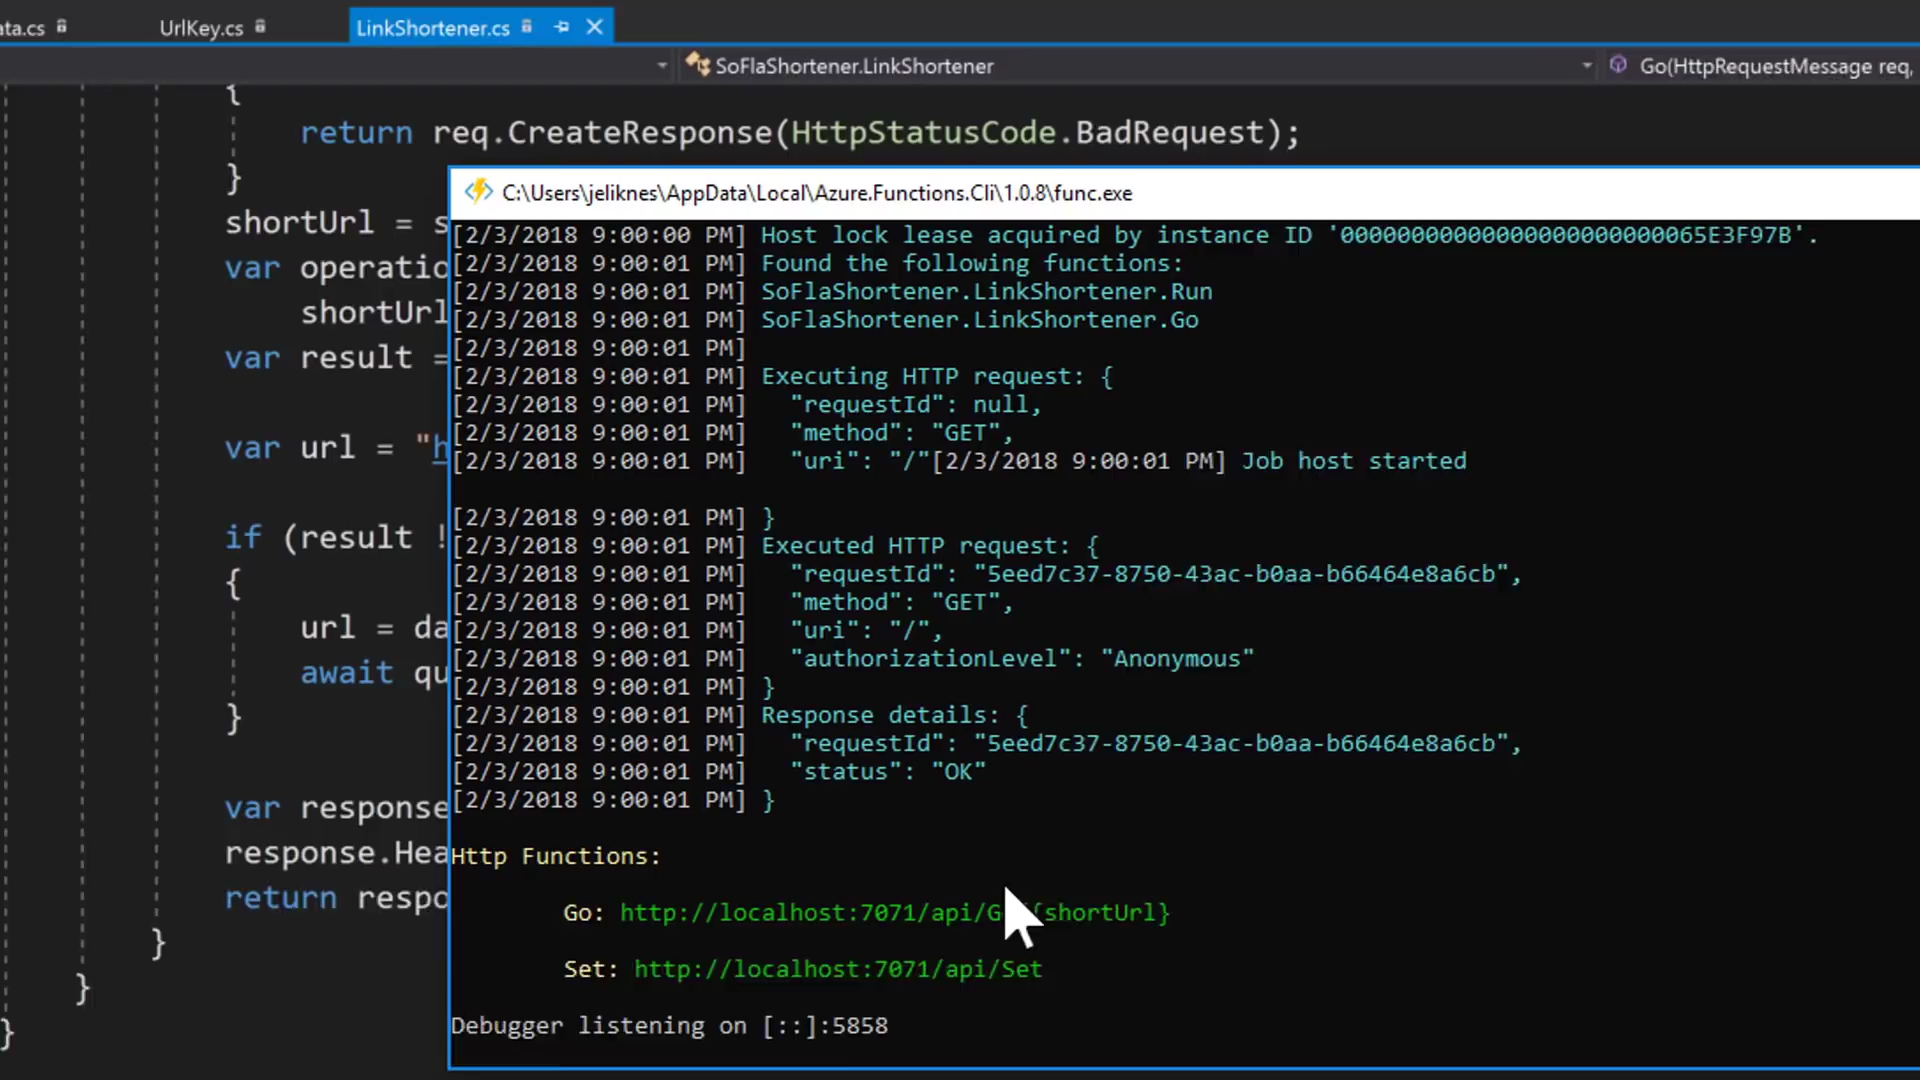 ata.cs
UrlKey.cs
LinkShortener.cs
SoFlaShortener.LinkShortener
Go(HttpRequestMessage req,
{
return req.CreateResponse(HttpStatusCode.BadRequest);
}
shortUrl = s
var operatio
shortUrl
var result =
var url = "h
if (result !
{
url = da
await qu
}
var response
response.Hea
return respo
}
}
}
C:\Users\jeliknes\AppData\Local\Azure.Functions.Cli\1.0.8\func.exe
[2/3/2018 9:00:00 PM] Host lock lease acquired by instance ID '000000000000000000000000065E3F97B'.
[2/3/2018 9:00:01 PM] Found the following functions:
[2/3/2018 9:00:01 PM] SoFlaShortener.LinkShortener.Run
[2/3/2018 9:00:01 PM] SoFlaShortener.LinkShortener.Go
[2/3/2018 9:00:01 PM]
[2/3/2018 9:00:01 PM] Executing HTTP request: {
[2/3/2018 9:00:01 PM] "requestId": null,
[2/3/2018 9:00:01 PM] "method": "GET",
[2/3/2018 9:00:01 PM] "uri": "/"[2/3/2018 9:00:01 PM] Job host started
[2/3/2018 9:00:01 PM] }
[2/3/2018 9:00:01 PM] Executed HTTP request: {
[2/3/2018 9:00:01 PM] "requestId": "5eed7c37-8750-43ac-b0aa-b66464e8a6cb",
[2/3/2018 9:00:01 PM] "method": "GET",
[2/3/2018 9:00:01 PM] "uri": "/",
[2/3/2018 9:00:01 PM] "authorizationLevel": "Anonymous"
[2/3/2018 9:00:01 PM] }
[2/3/2018 9:00:01 PM] Response details: {
[2/3/2018 9:00:01 PM] "requestId": "5eed7c37-8750-43ac-b0aa-b66464e8a6cb",
[2/3/2018 9:00:01 PM] "status": "OK"
[2/3/2018 9:00:01 PM] }
Http Functions:
Go: http://localhost:7071/api/G {shortUrl}
Set: http://localhost:7071/api/Set
Debugger listening on [::]:5858